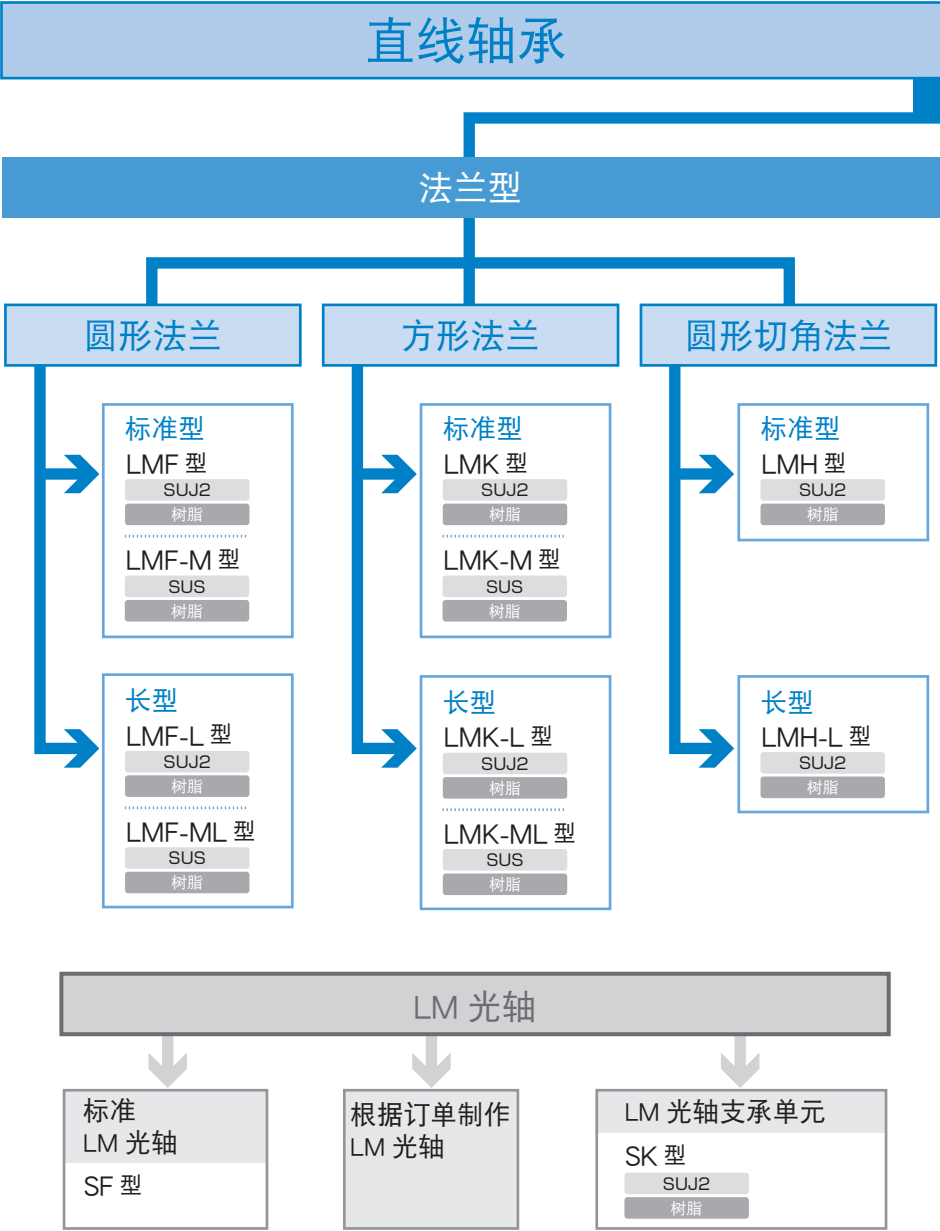 直线轴承
法兰型
圆形法兰
标准型
LMF 型
SUJ2
树脂
LMF-M 型
SUS
树脂
长型
LMF-L 型
SUJ2
树脂
LMF-ML 型
SUS
树脂
方形法兰
标准型
LMK 型
SUJ2
树脂
LMK-M 型
SUS
树脂
长型
LMK-L 型
SUJ2
树脂
LMK-ML 型
SUS
树脂
圆形切角法兰
标准型
LMH 型
SUJ2
树脂
长型
LMH-L 型
SUJ2
树脂
LM 光轴
标准
LM 光轴
SF 型
根据订单制作
LM 光轴
LM 光轴支承单元
SK 型
SUJ2
树脂